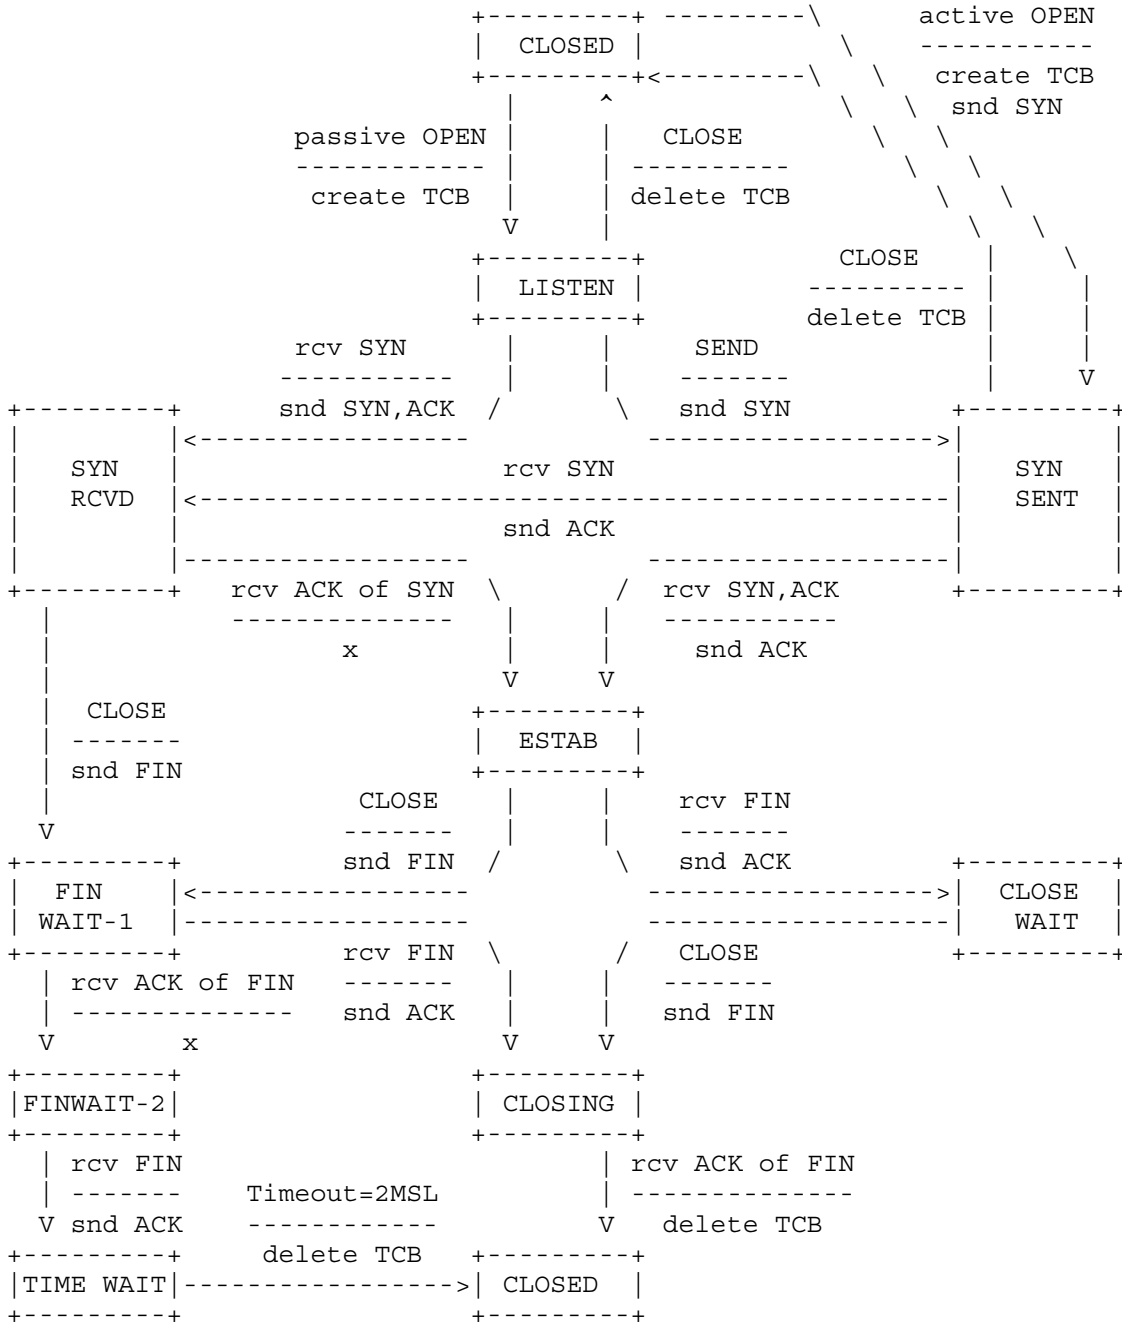 +---------+ ---------\ active OPEN
| CLOSED | \ -----------
+---------+<---------\ \ create TCB
| ^ \ \ snd SYN
passive OPEN | | CLOSE \ \
------------ | | ---------- \ \
create TCB | | delete TCB \ \
V | \ \
+---------+ CLOSE | \
| LISTEN | ---------- | |
+---------+ delete TCB | |
rcv SYN | | SEND | |
----------- | | ------- | V
+---------+ snd SYN,ACK / \ snd SYN +---------+
| |<----------------- ------------------>| |
| SYN | rcv SYN | SYN |
| RCVD |<-----------------------------------------------| SENT |
| | snd ACK | |
| |------------------ -------------------| |
+---------+ rcv ACK of SYN \ / rcv SYN,ACK +---------+
| -------------- | | -----------
| x | | snd ACK
| V V
| CLOSE +---------+
| ------- | ESTAB |
| snd FIN +---------+
| CLOSE | | rcv FIN
V ------- | | -------
+---------+ snd FIN / \ snd ACK +---------+
| FIN |<----------------- ------------------>| CLOSE |
| WAIT-1 |------------------ -------------------| WAIT |
+---------+ rcv FIN \ / CLOSE +---------+
| rcv ACK of FIN ------- | | -------
| -------------- snd ACK | | snd FIN
V x V V
+---------+ +---------+
|FINWAIT-2| | CLOSING |
+---------+ +---------+
| rcv FIN | rcv ACK of FIN
| ------- Timeout=2MSL | --------------
V snd ACK ------------ V delete TCB
+---------+ delete TCB +---------+
|TIME WAIT|----------------->| CLOSED |
+---------+ +---------+